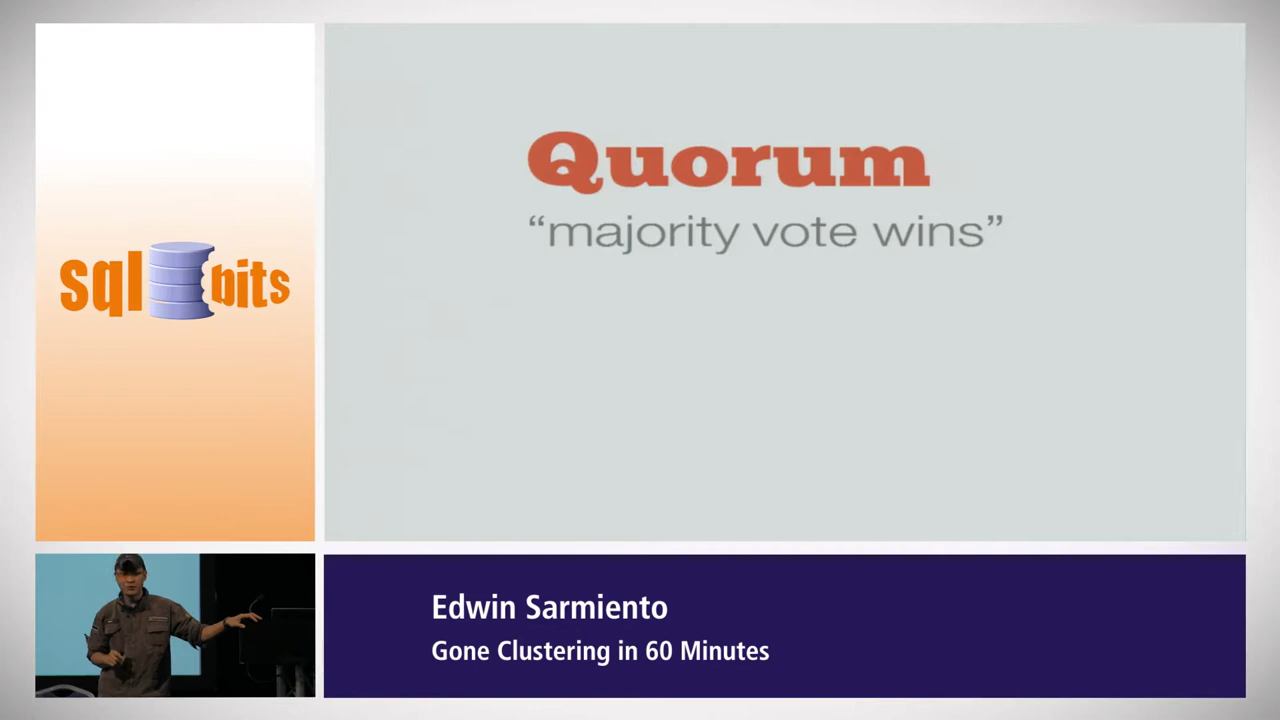 sql bits
Quorum
“majority vote wins”
Edwin Sarmiento
Gone Clustering in 60 Minutes